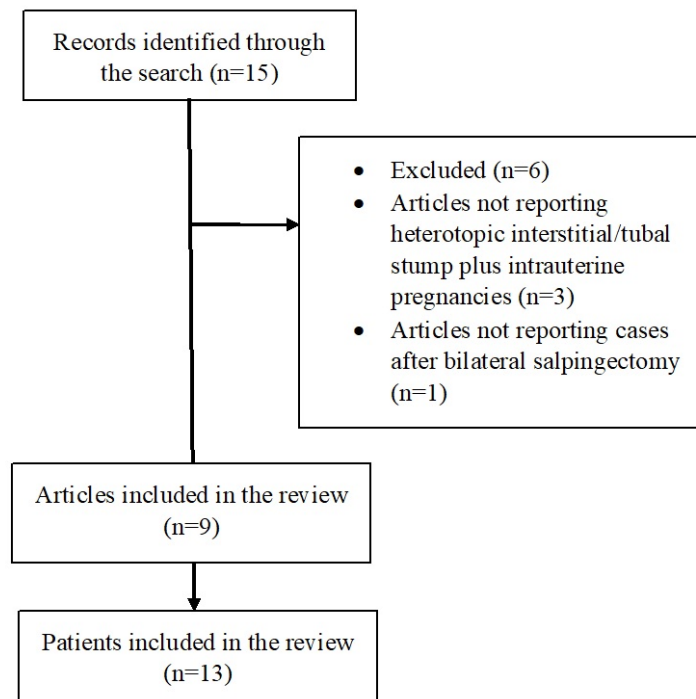 Records identified through
the search (n=15)
• Excluded (n=6)
• Articles not reporting
heterotopic interstitial/tubal
stump plus intrauterine
pregnancies (n=3)
• Articles not reporting cases
after bilateral salpingectomy
(n=1)
Articles included in the review
(n=9)
Patients included in the review
(n=13)